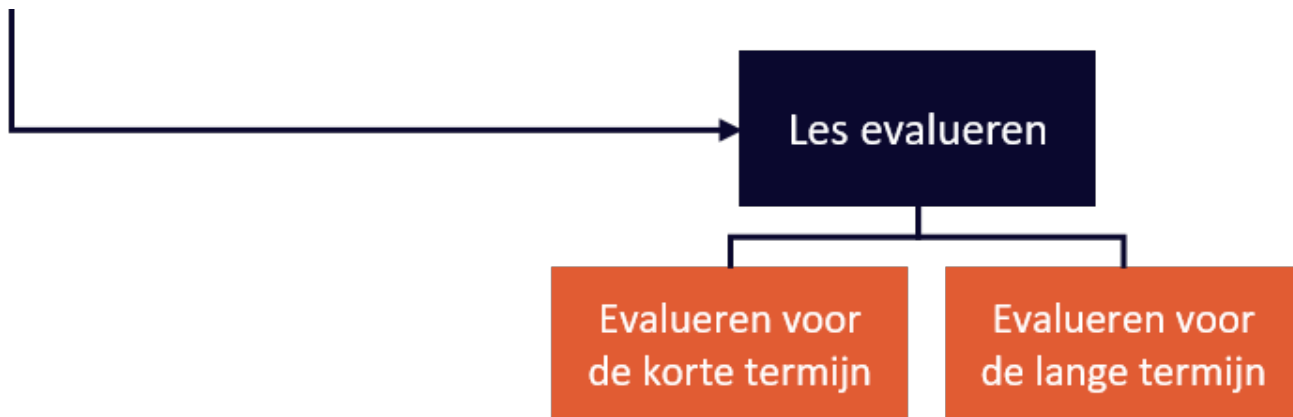 Les evalueren
Evalueren voor
de korte termijn
Evalueren voor
de lange termijn